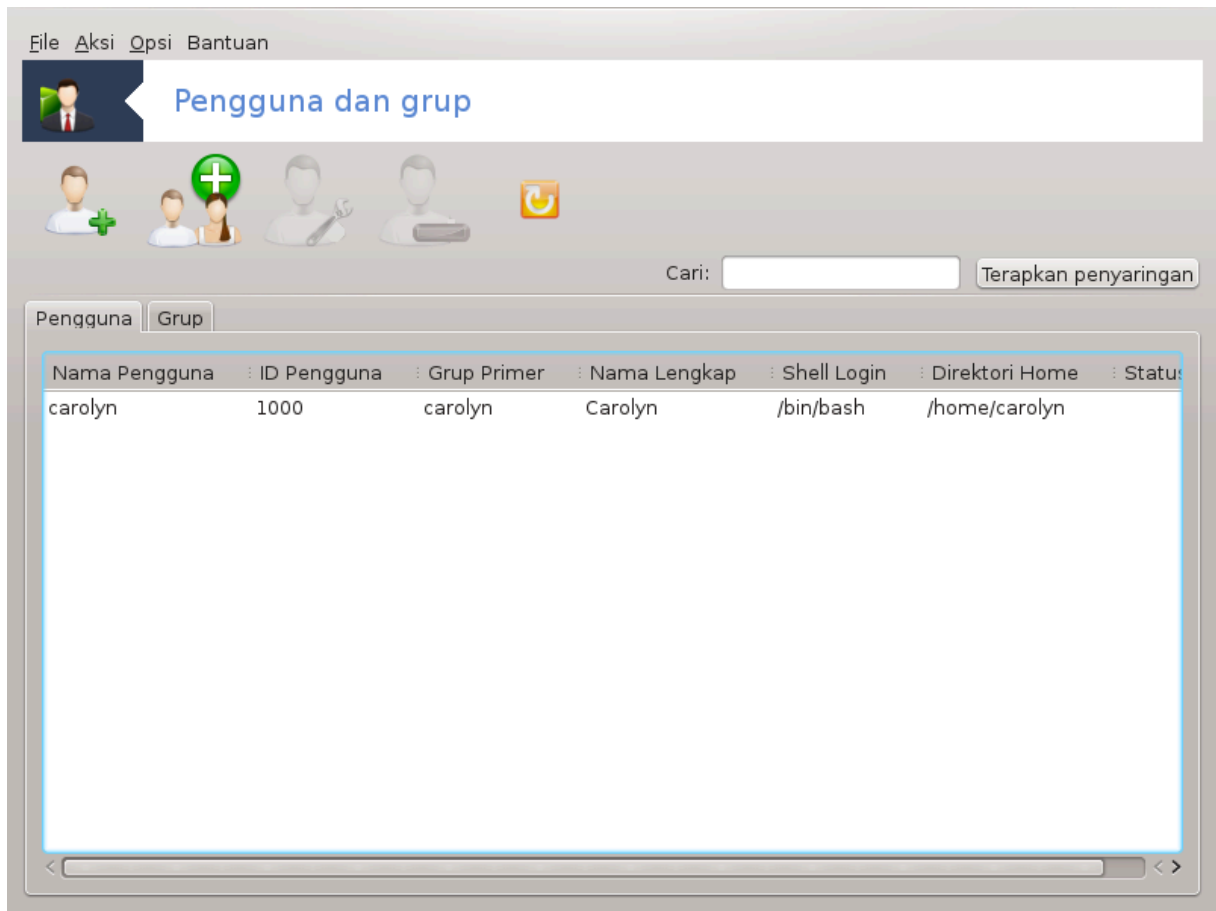 File Aksi Opsi Bantuan
Pengguna dan grup
Cari: Terapkan penyaringan
Pengguna Grup
Nama Pengguna ID Pengguna Grup Primer Nama Lengkap Shell Login Direktori Home Status
carolyn 1000 carolyn Carolyn /bin/bash /home/carolyn